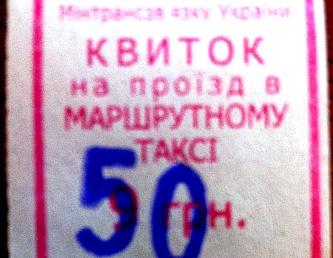 Мінтрансзв'язку України
КВИТОК
на проїзд в
МАРШРУТНОМУ
ТАКСІ
50
9 грн.